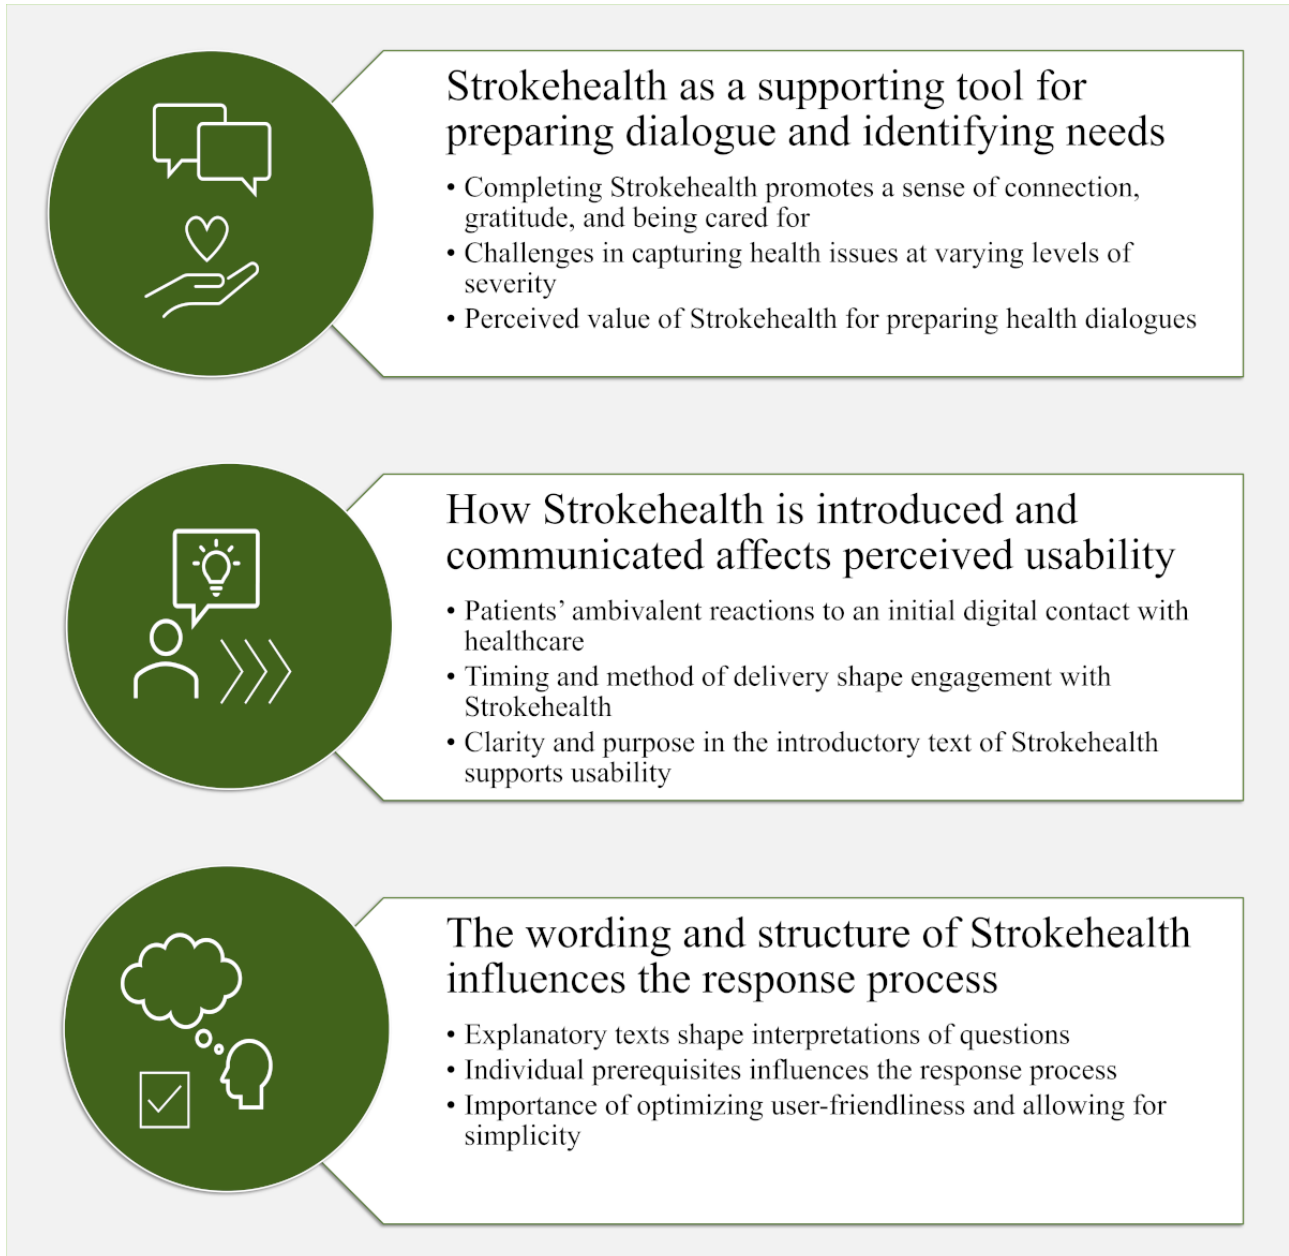 Strokehealth as a supporting tool for
preparing dialogue and identifying needs
• Completing Strokehealth promotes a sense of connection,
gratitude, and being cared for
• Challenges in capturing health issues at varying levels of
severity
• Perceived value of Strokehealth for preparing health dialogues
How Strokehealth is introduced and
communicated affects perceived usability
• Patients’ ambivalent reactions to an initial digital contact with
healthcare
• Timing and method of delivery shape engagement with
Strokehealth
• Clarity and purpose in the introductory text of Strokehealth
supports usability
The wording and structure of Strokehealth
influences the response process
• Explanatory texts shape interpretations of questions
• Individual prerequisites influences the response process
• Importance of optimizing user-friendliness and allowing for
simplicity